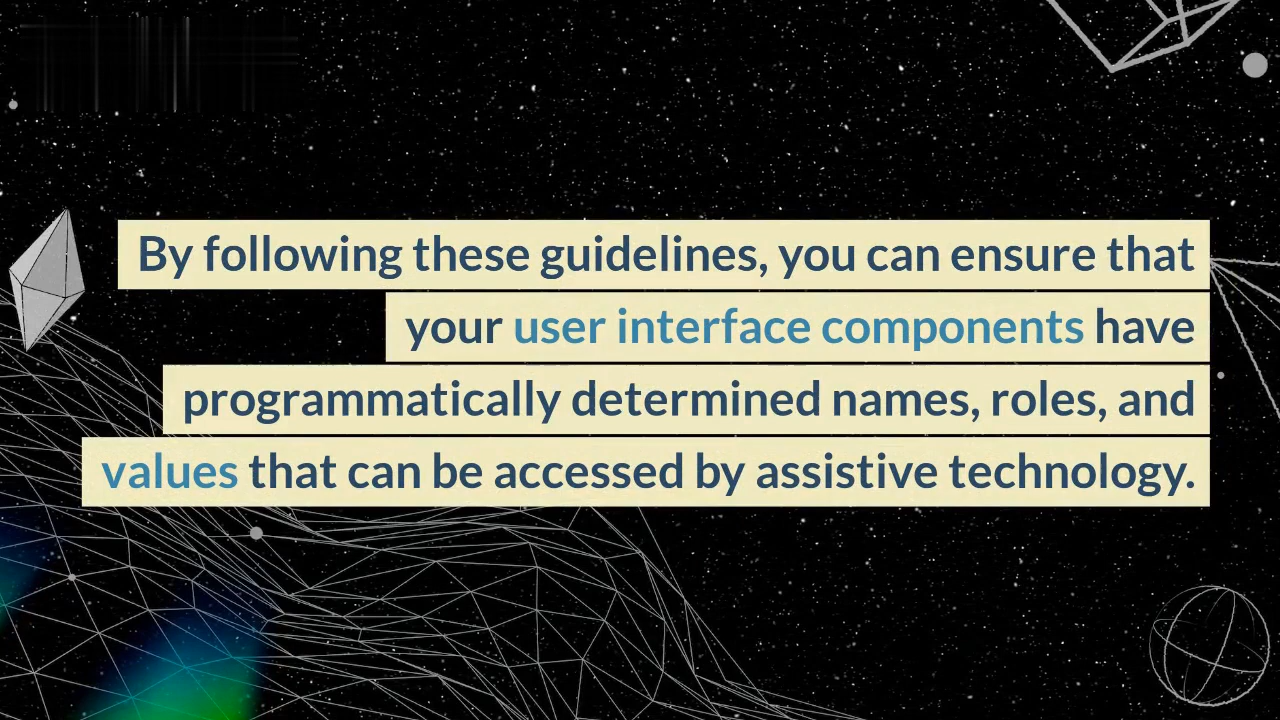 By following these guidelines, you can ensure that
your user interface components have
programmatically determined names, roles, and
values that can be accessed by assistive technology.